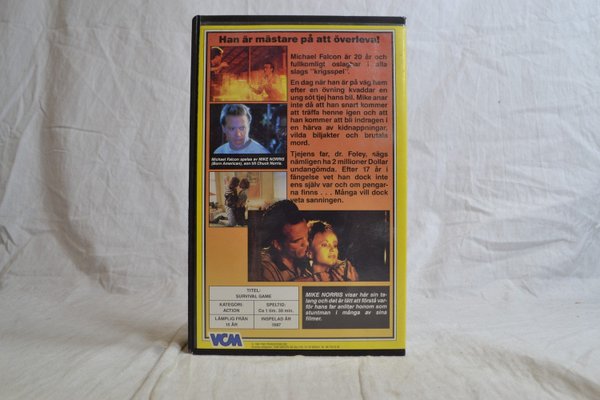 Han är mästare på att överleva!
Michael Falcon är 20 år och
fullkomligt oslagbar i alla
slags "krigsspel".
En dag när han är på väg hem
efter en övning kvaddar en
ung söt tjej hans bil. Mike anar
inte då att han snart kommer
att träffa henne igen och att
han kommer att bli indragen i
en härva av kidnappningar,
vilda biljakter och brutala
mord.
Michael Falcon spelas av MIKE NORRIS
(Born American), son till Chuck Norris.
Tjejens far, dr. Foley, sägs
nämligen ha 2 millioner Dollar
undangömda. Efter 17 år i
fängelse vet han dock inte
ens själv var och om pengar-
na finns . . . Många vill dock
veta sanningen.
TITEL:
SURVIVAL GAME
KATEGORI:
ACTION
SPELTID:
Ca 1 tim. 30 min.
LÄMPLIG FRÅN
15 ÅR
INSPELAD ÅR
1987
MIKE NORRIS visar här sin ta-
lang och det är lätt att förstå var-
för hans far anlitar honom som
stuntman i många av sina
filmer.
VCM